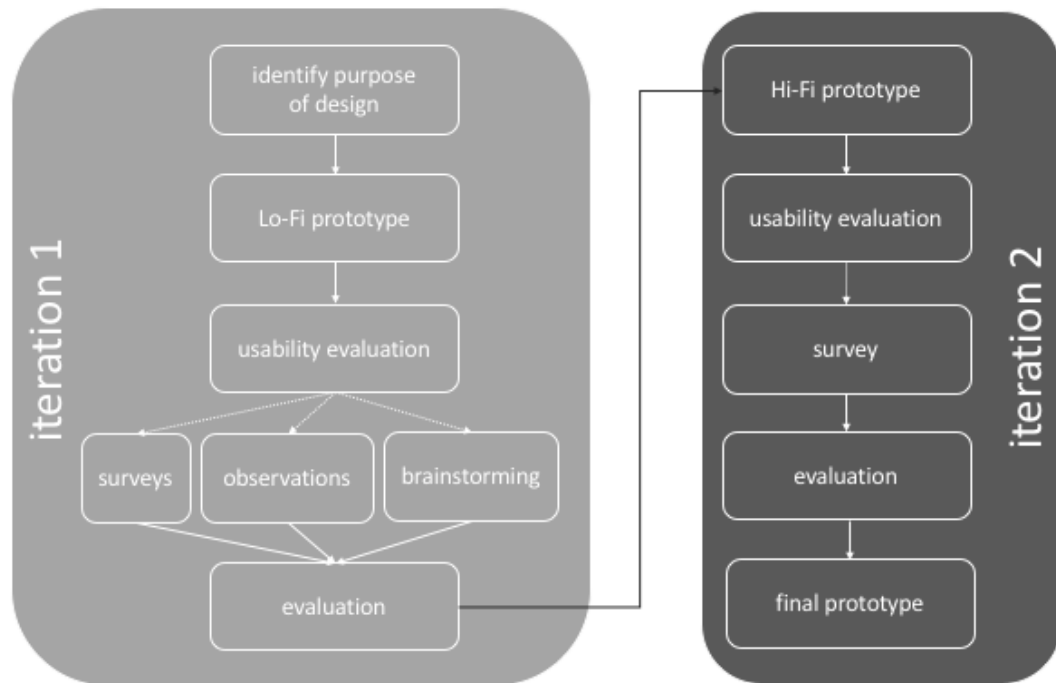 iteration 1
identify purpose
of design
Lo-Fi prototype
usability evaluation
surveys
observations
brainstorming
evaluation
iteration 2
Hi-Fi prototype
usability evaluation
survey
evaluation
final prototype